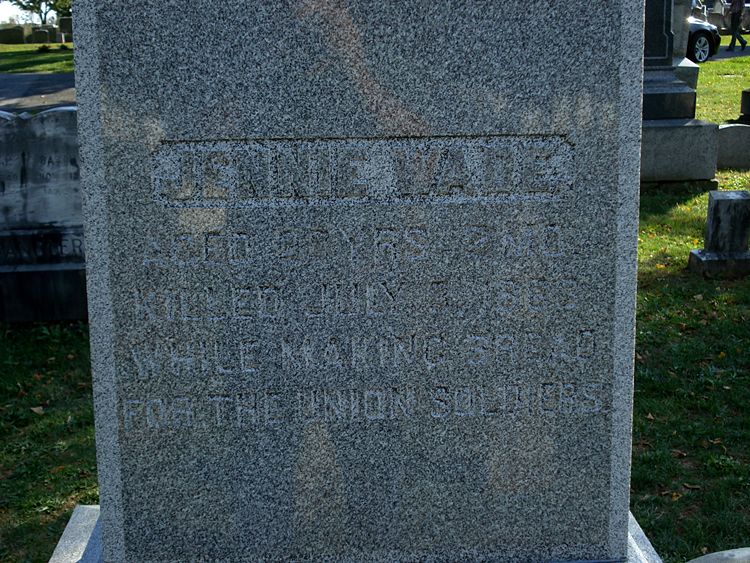 JENNIE WADE.
AGED 20 YRS, 2 MO.
KILLED JULY 3, 1863
WHILE MAKING BREAD
FOR THE UNION SOLDIERS.